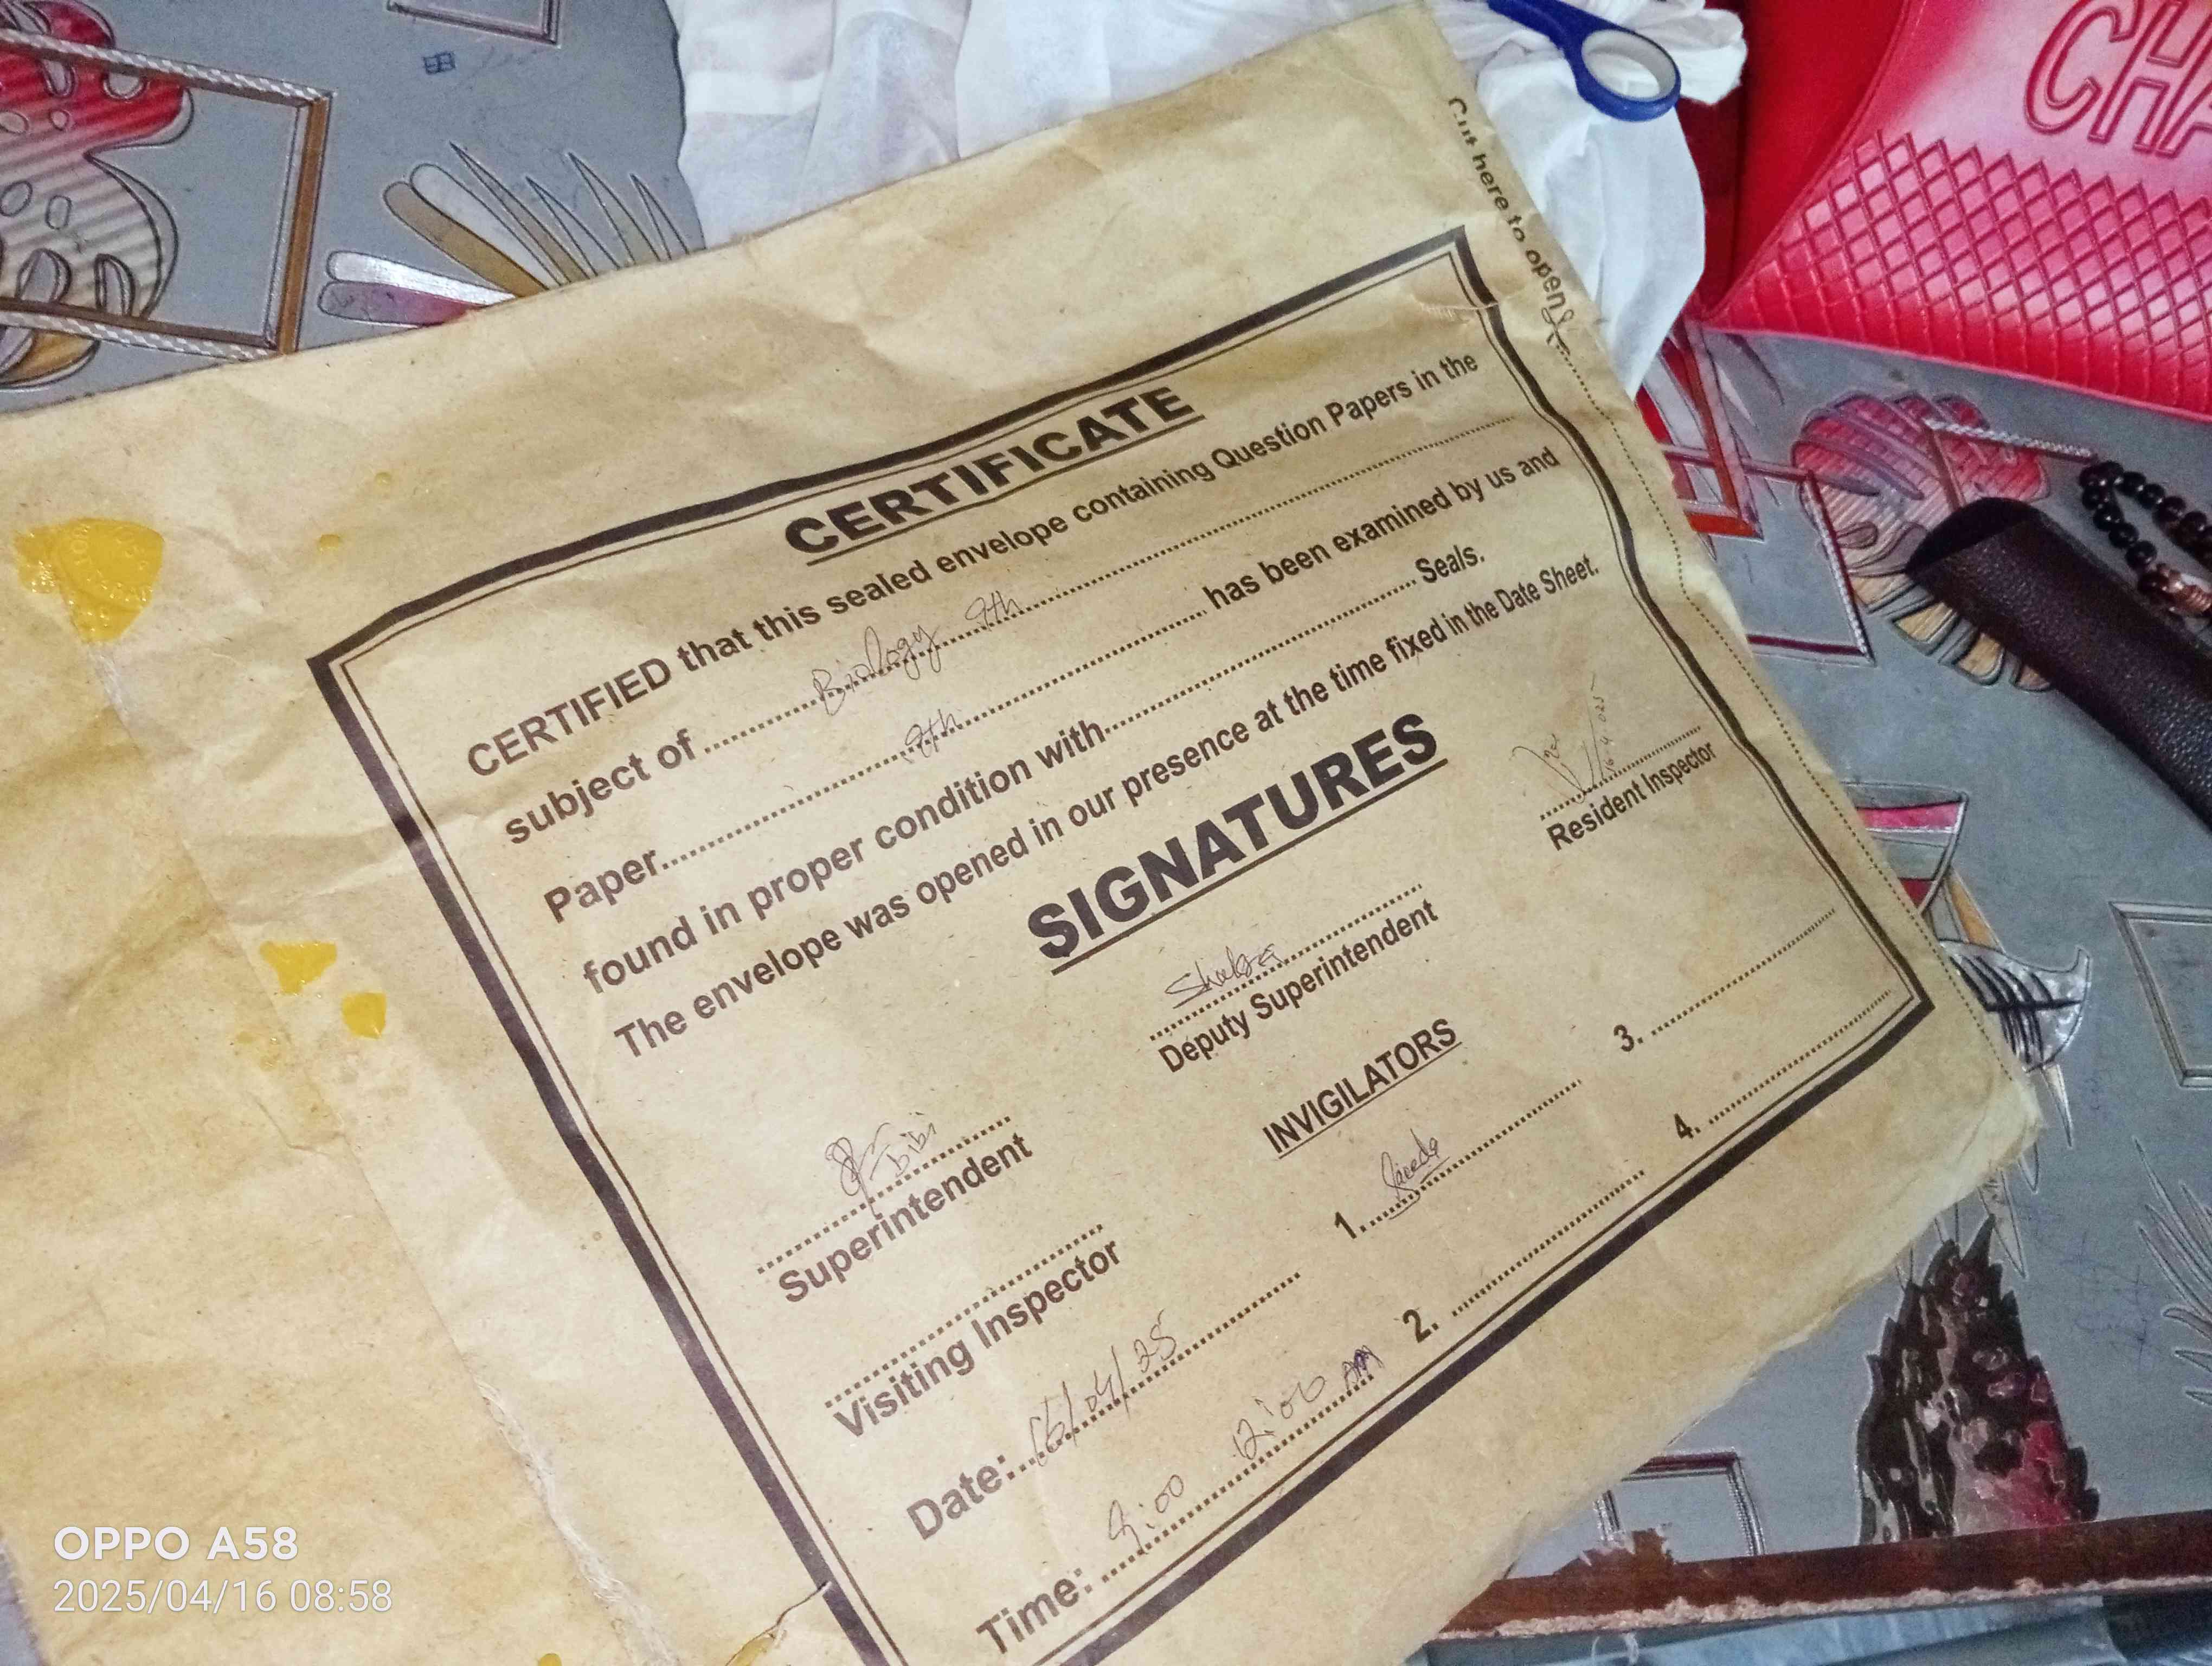 Cut here to open
CHA
CERTIFICATE
CERTIFIED that this sealed envelope containing Question Papers in the
subject of Biology 9th
Paper 9th has been examined by us and
found in proper condition with Seals.
The envelope was opened in our presence at the time fixed in the Date Sheet.
SIGNATURES
Resident Inspector
Deputy Superintendent
Bibi
Superintendent
INVIGILATORS
1. Saeeda
2.
3.
4.
Visiting Inspector
Date: 16/04/25
Time: 9:00 12:00 AM
OPPO A58
2025/04/16 08:58